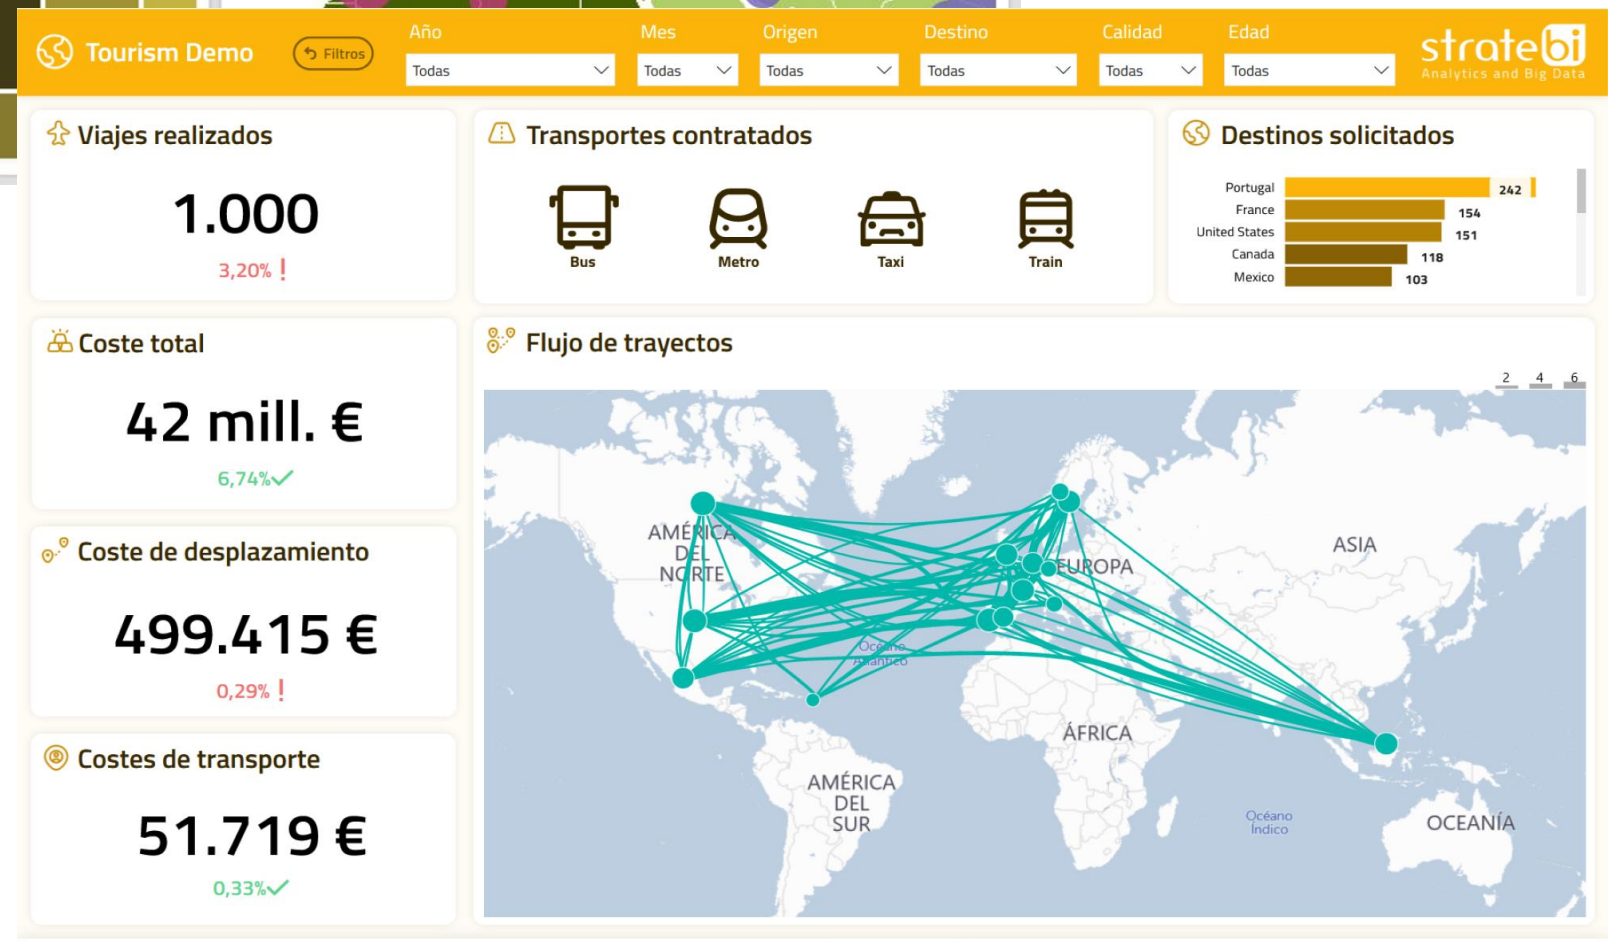 Tourism Demo
Filtros
Año
Todas
Mes
Todas
Origen
Todas
Destino
Todas
Calidad
Todas
Edad
Todas
stratebi
Analytics and Big Data
Viajes realizados
1.000
3,20% !
Transportes contratados
Bus
Metro
Taxi
Train
Destinos solicitados
Portugal 242
France 154
United States 151
Canada 118
Mexico 103
Coste total
42 mill. €
6,74%
Coste de desplazamiento
499.415 €
0,29% !
Costes de transporte
51.719 €
0,33%
Flujo de trayectos
2 4 6
AMÉRICA
DEL
NORTE
EUROPA
ASIA
Océano
Atlántico
ÁFRICA
AMÉRICA
DEL
SUR
Océano
Índico
OCEANÍA